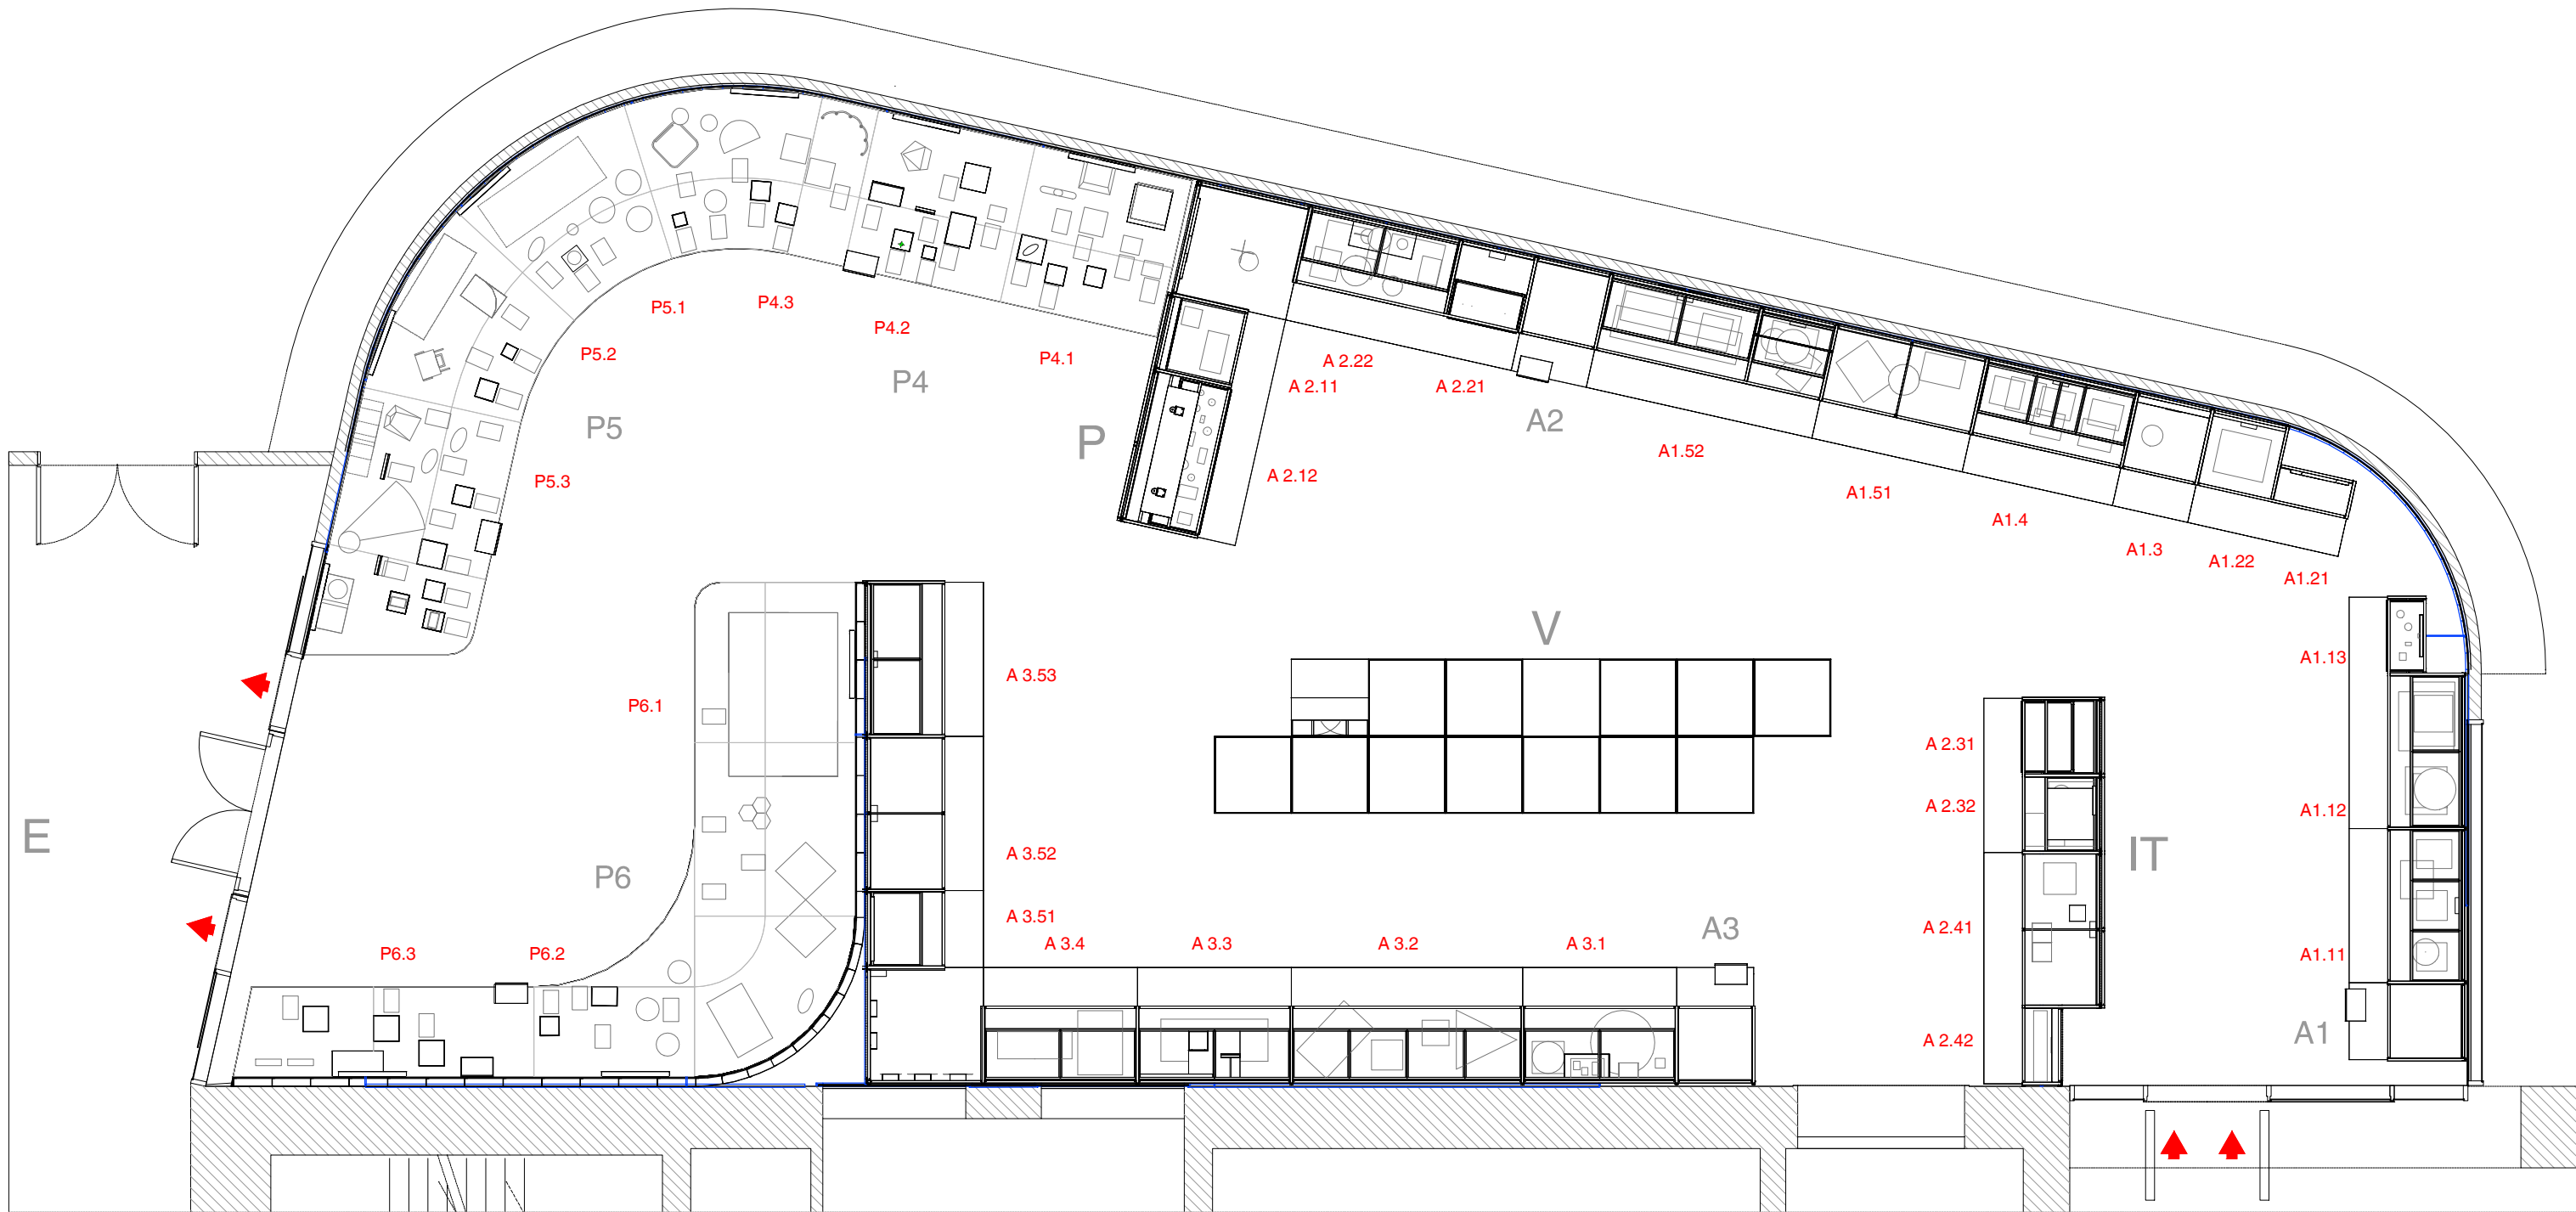 P5.1
P4.3
P4.2
P5.2
P4.1
A 2.22
A 2.11
A 2.21
P4
P5
P
A2
A1.52
A 2.12
P5.3
A1.51
A1.4
A1.3
A1.22
A1.21
V
A1.13
A 3.53
P6.1
A 2.31
A 2.32
A1.12
E
A 3.52
IT
P6
A 3.51
A3
A 2.41
A 3.4
A 3.3
A 3.2
A 3.1
P6.3
P6.2
A1.11
A1
A 2.42